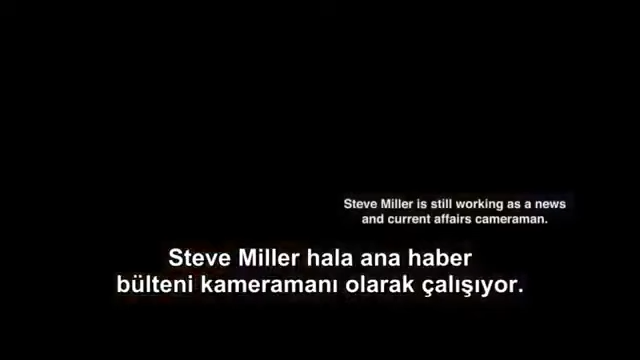 Steve Miller is still working as a news
and current affairs cameraman.
Steve Miller hala ana haber
bülteni kameramanı olarak çalışıyor.